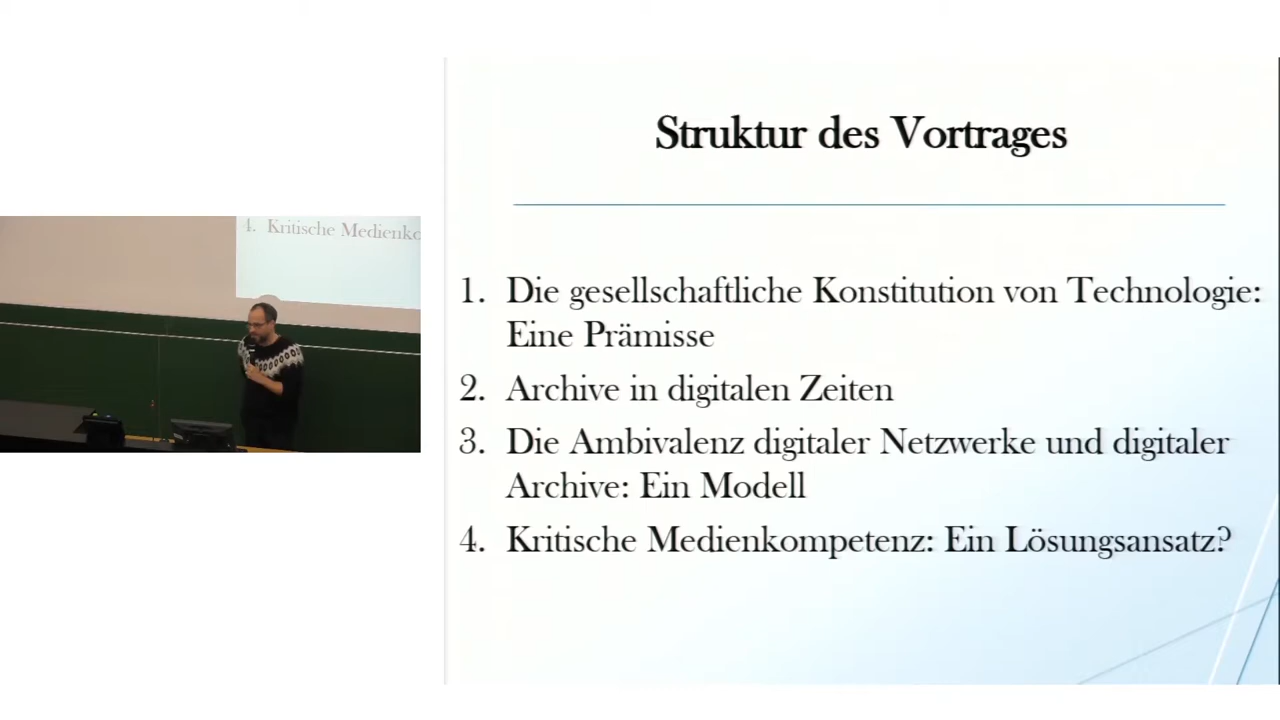 Struktur des Vortrages
1. Die gesellschaftliche Konstitution von Technologie:
Eine Prämisse
2. Archive in digitalen Zeiten
3. Die Ambivalenz digitaler Netzwerke und digitaler
Archive: Ein Modell
4. Kritische Medienkompetenz: Ein Lösungsansatz?
4. Kritische Medienko